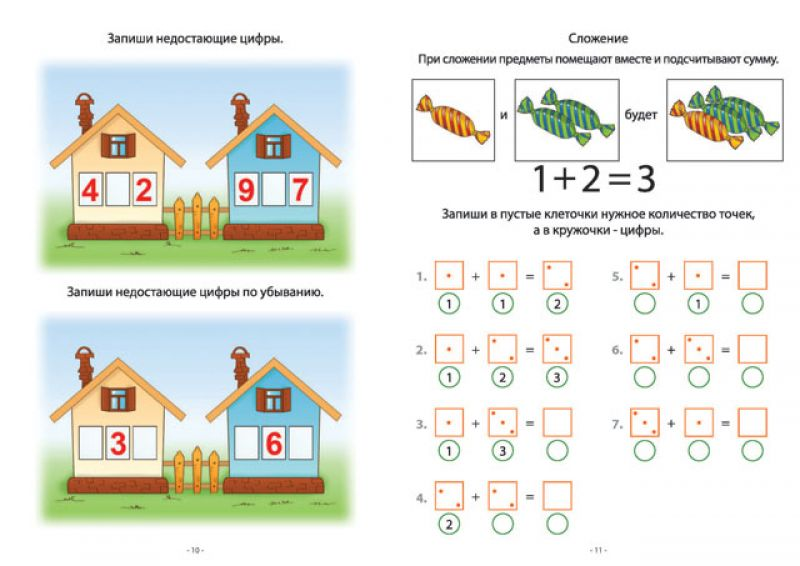 Запиши недостающие цифры.
4 2
9 7
Запиши недостающие цифры по убыванию.
3
6
- 10 -
Сложение
При сложении предметы помещают вместе и подсчитывают сумму.
и будет
1+2=3
Запиши в пустые клеточки нужное количество точек,
а в кружочки - цифры.
1. + =
1 1 2
2. + =
1 2 3
3. + =
1 3
4. + =
2
5. + =
1
6. + =
7. + =
- 11 -